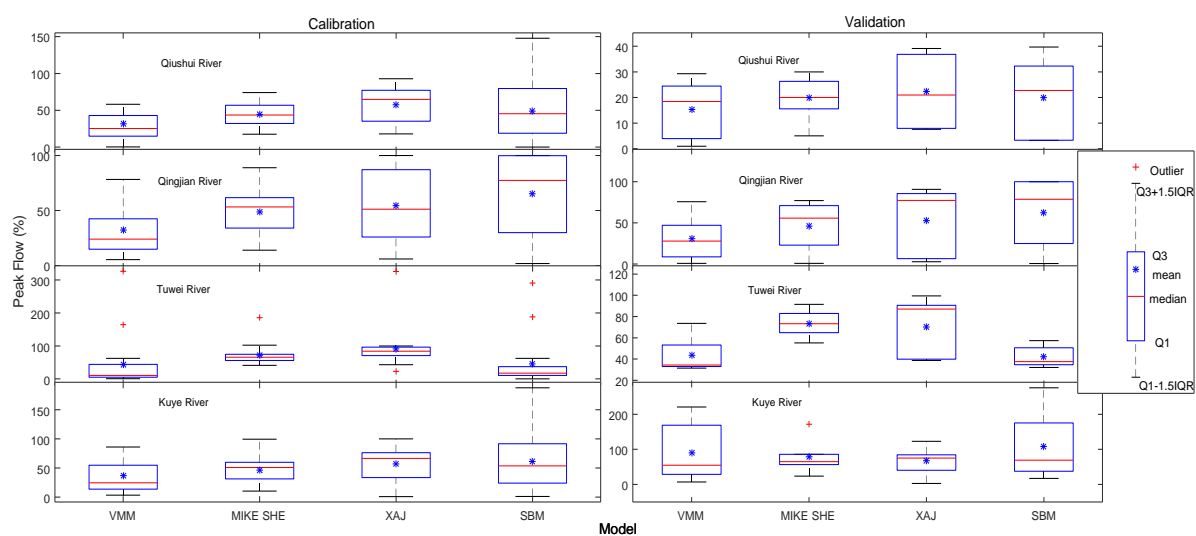 Calibration
Validation
Peak Flow (%)
150
100
50
0
Qiushui River
40
30
20
10
0
Qiushui River
100
50
0
Qingjian River
100
50
0
Qingjian River
300
200
100
0
Tuwei River
120
100
80
60
40
20
Tuwei River
150
100
50
0
Kuye River
200
100
0
Kuye River
VMM
MIKE SHE
XAJ
SBM
VMM
MIKE SHE
XAJ
SBM
Model
Outlier
Q3+1.5IQR
Q3
mean
median
Q1
Q1-1.5IQR